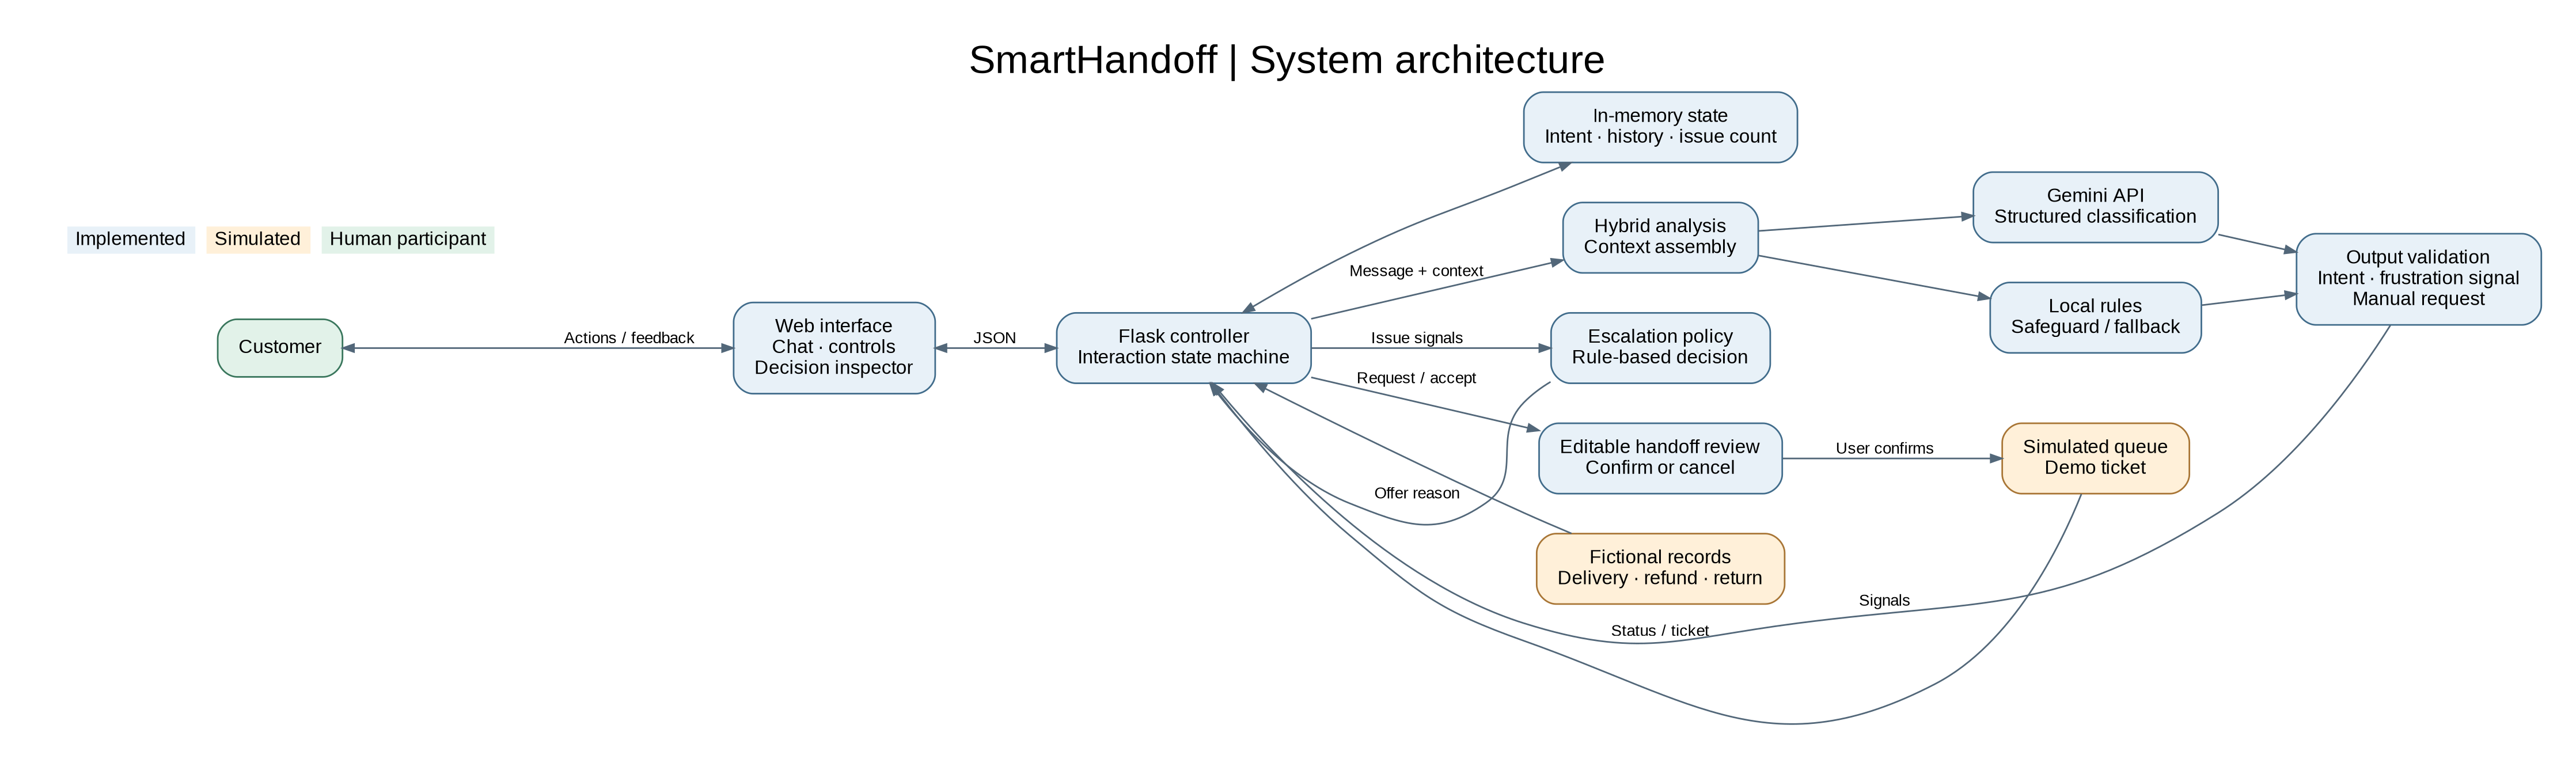 SmartHandoff | System architecture
In-memory state
Intent · history · issue count
Gemini API
Structured classification
Implemented
Simulated
Human participant
Hybrid analysis
Context assembly
Output validation
Intent · frustration signal
Manual request
Message + context
Local rules
Safeguard / fallback
Customer
Actions / feedback
Web interface
Chat · controls
Decision inspector
JSON
Flask controller
Interaction state machine
Issue signals
Escalation policy
Rule-based decision
Request / accept
Editable handoff review
Confirm or cancel
User confirms
Simulated queue
Demo ticket
Offer reason
Fictional records
Delivery · refund · return
Signals
Status / ticket